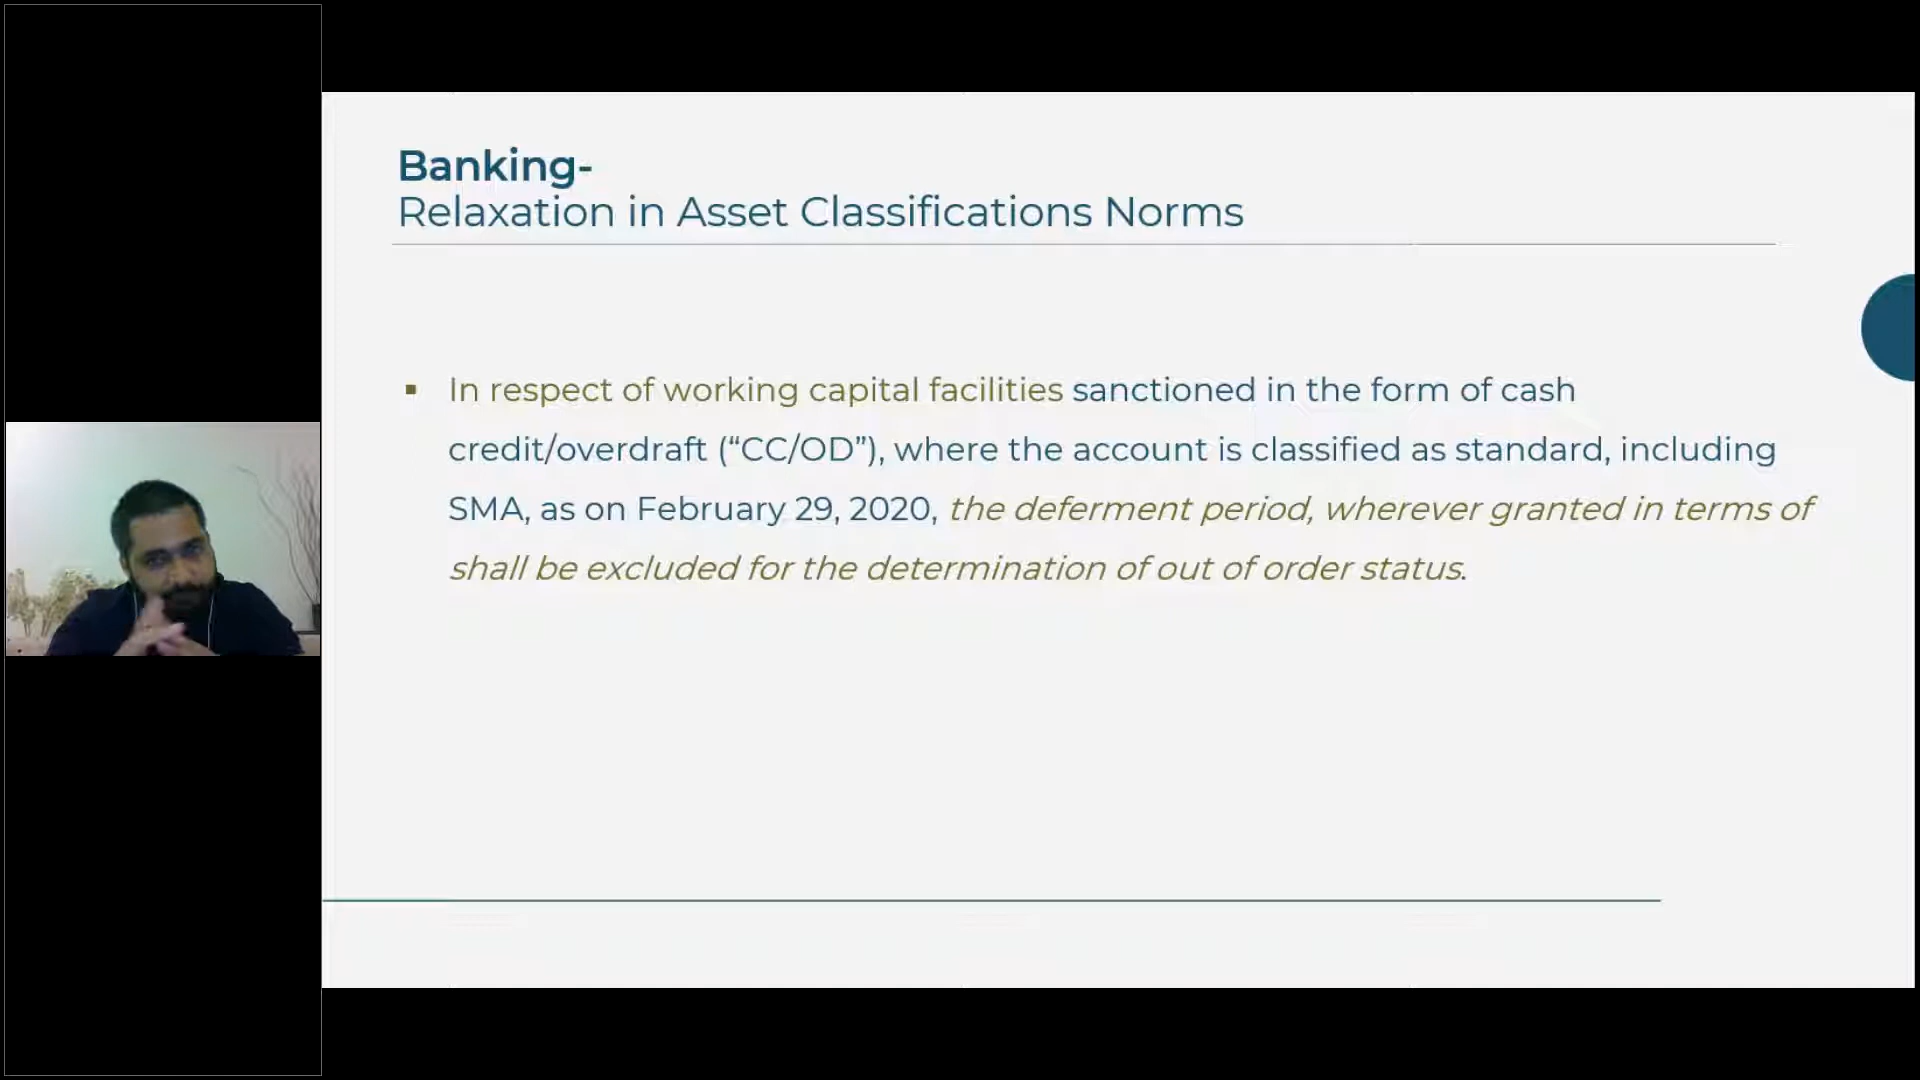 Banking-
Relaxation in Asset Classifications Norms
▪ In respect of working capital facilities sanctioned in the form of cash
credit/overdraft (“CC/OD”), where the account is classified as standard, including
SMA, as on February 29, 2020, the deferment period, wherever granted in terms of
shall be excluded for the determination of out of order status.